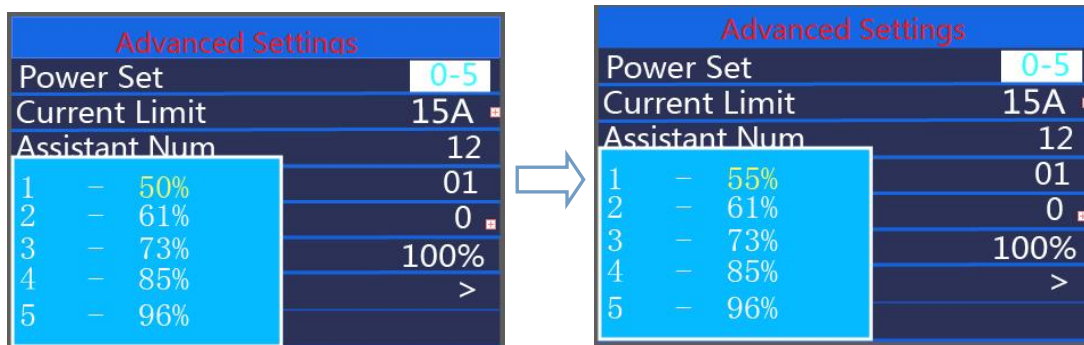 Advanced Settings
Power Set 0-5
Current Limit 15A
Assistant Num 12
01
0
100%
>
1 - 50%
2 - 61%
3 - 73%
4 - 85%
5 - 96%
Advanced Settings
Power Set 0-5
Current Limit 15A
Assistant Num 12
01
0
100%
>
1 - 55%
2 - 61%
3 - 73%
4 - 85%
5 - 96%